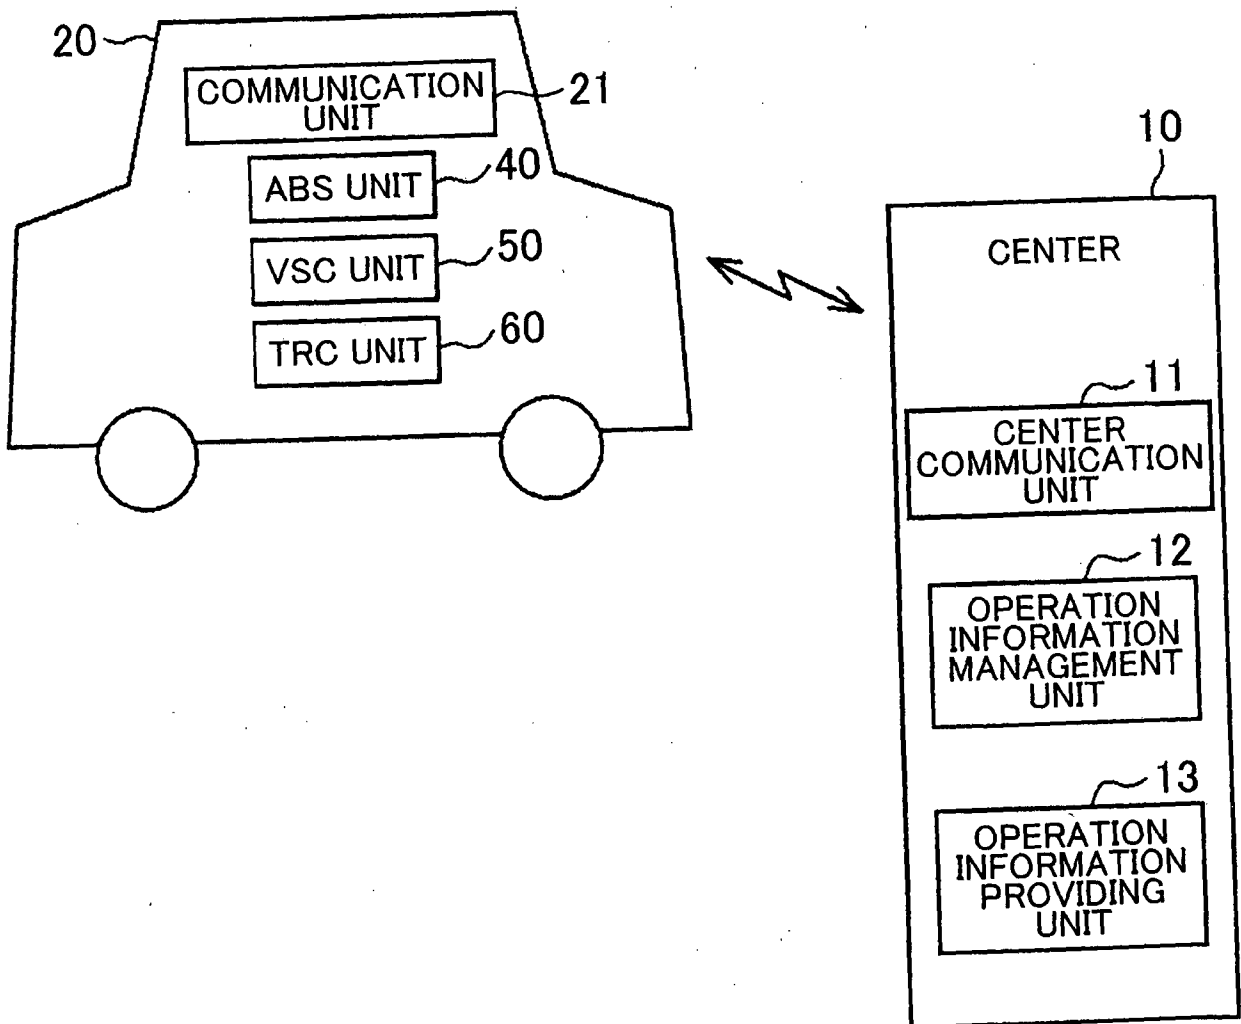 20
COMMUNICATION
UNIT
21
ABS UNIT
40
VSC UNIT
50
TRC UNIT
60
10
CENTER
11
CENTER
COMMUNICATION
UNIT
12
OPERATION
INFORMATION
MANAGEMENT
UNIT
13
OPERATION
INFORMATION
PROVIDING
UNIT